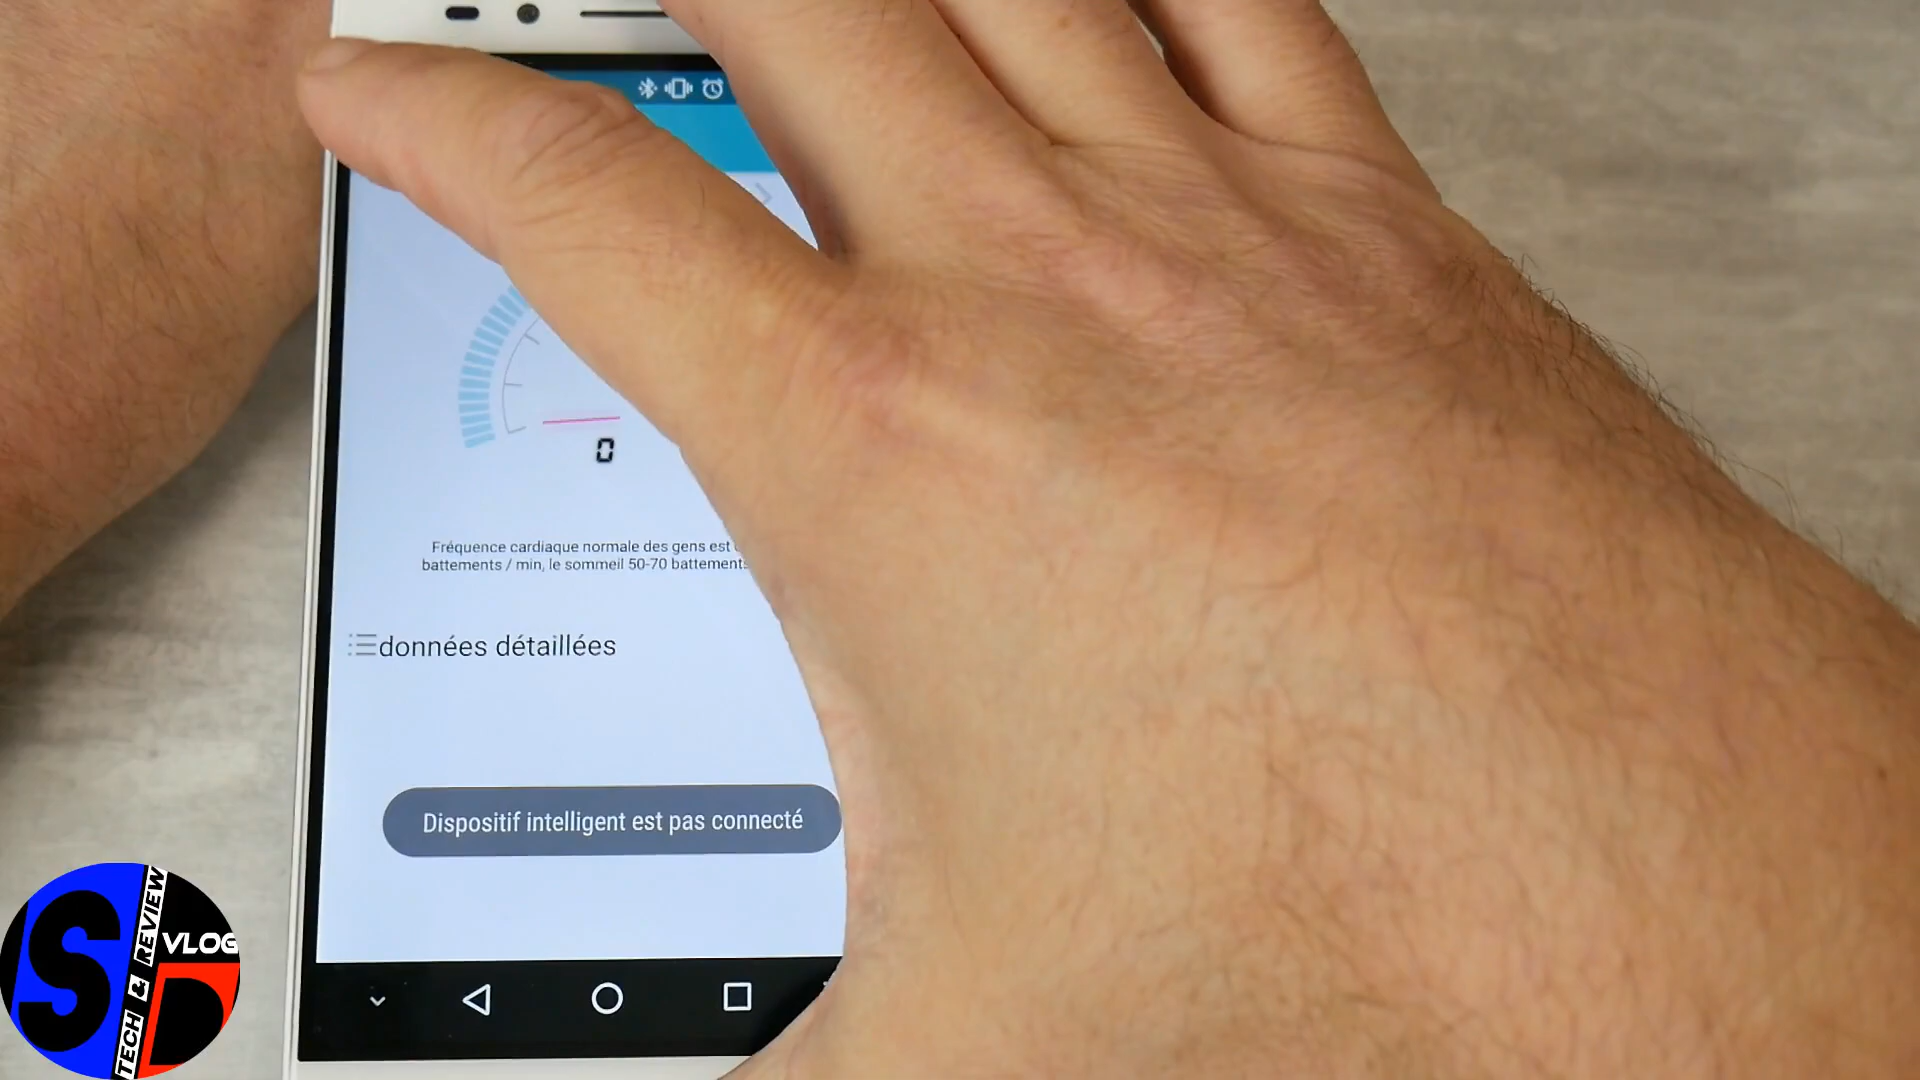 0
Fréquence cardiaque normale des gens est
battements / min, le sommeil 50-70 battements
données détaillées
Dispositif intelligent est pas connecté
SD
TECH & REVIEW
VLOG